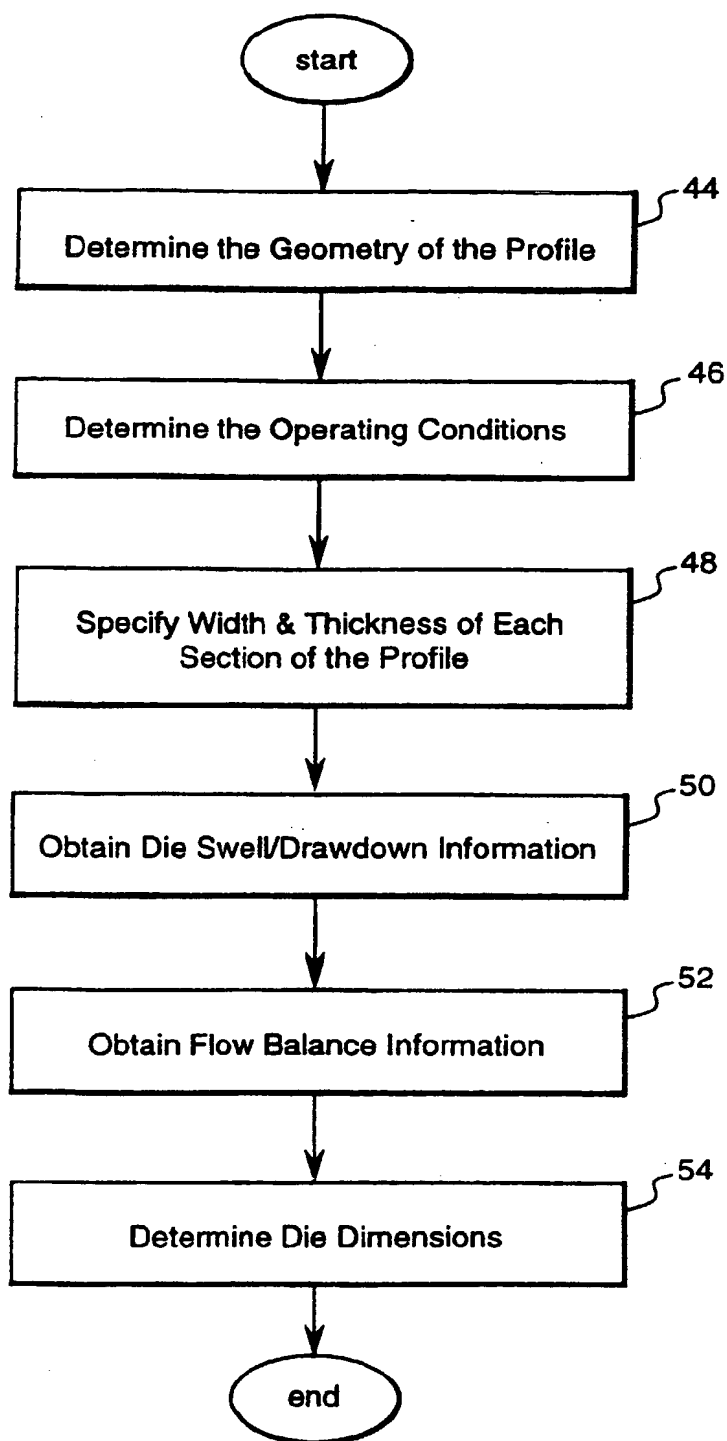 start
44
Determine the Geometry of the Profile
46
Determine the Operating Conditions
48
Specify Width & Thickness of Each
Section of the Profile
50
Obtain Die Swell/Drawdown Information
52
Obtain Flow Balance Information
54
Determine Die Dimensions
end